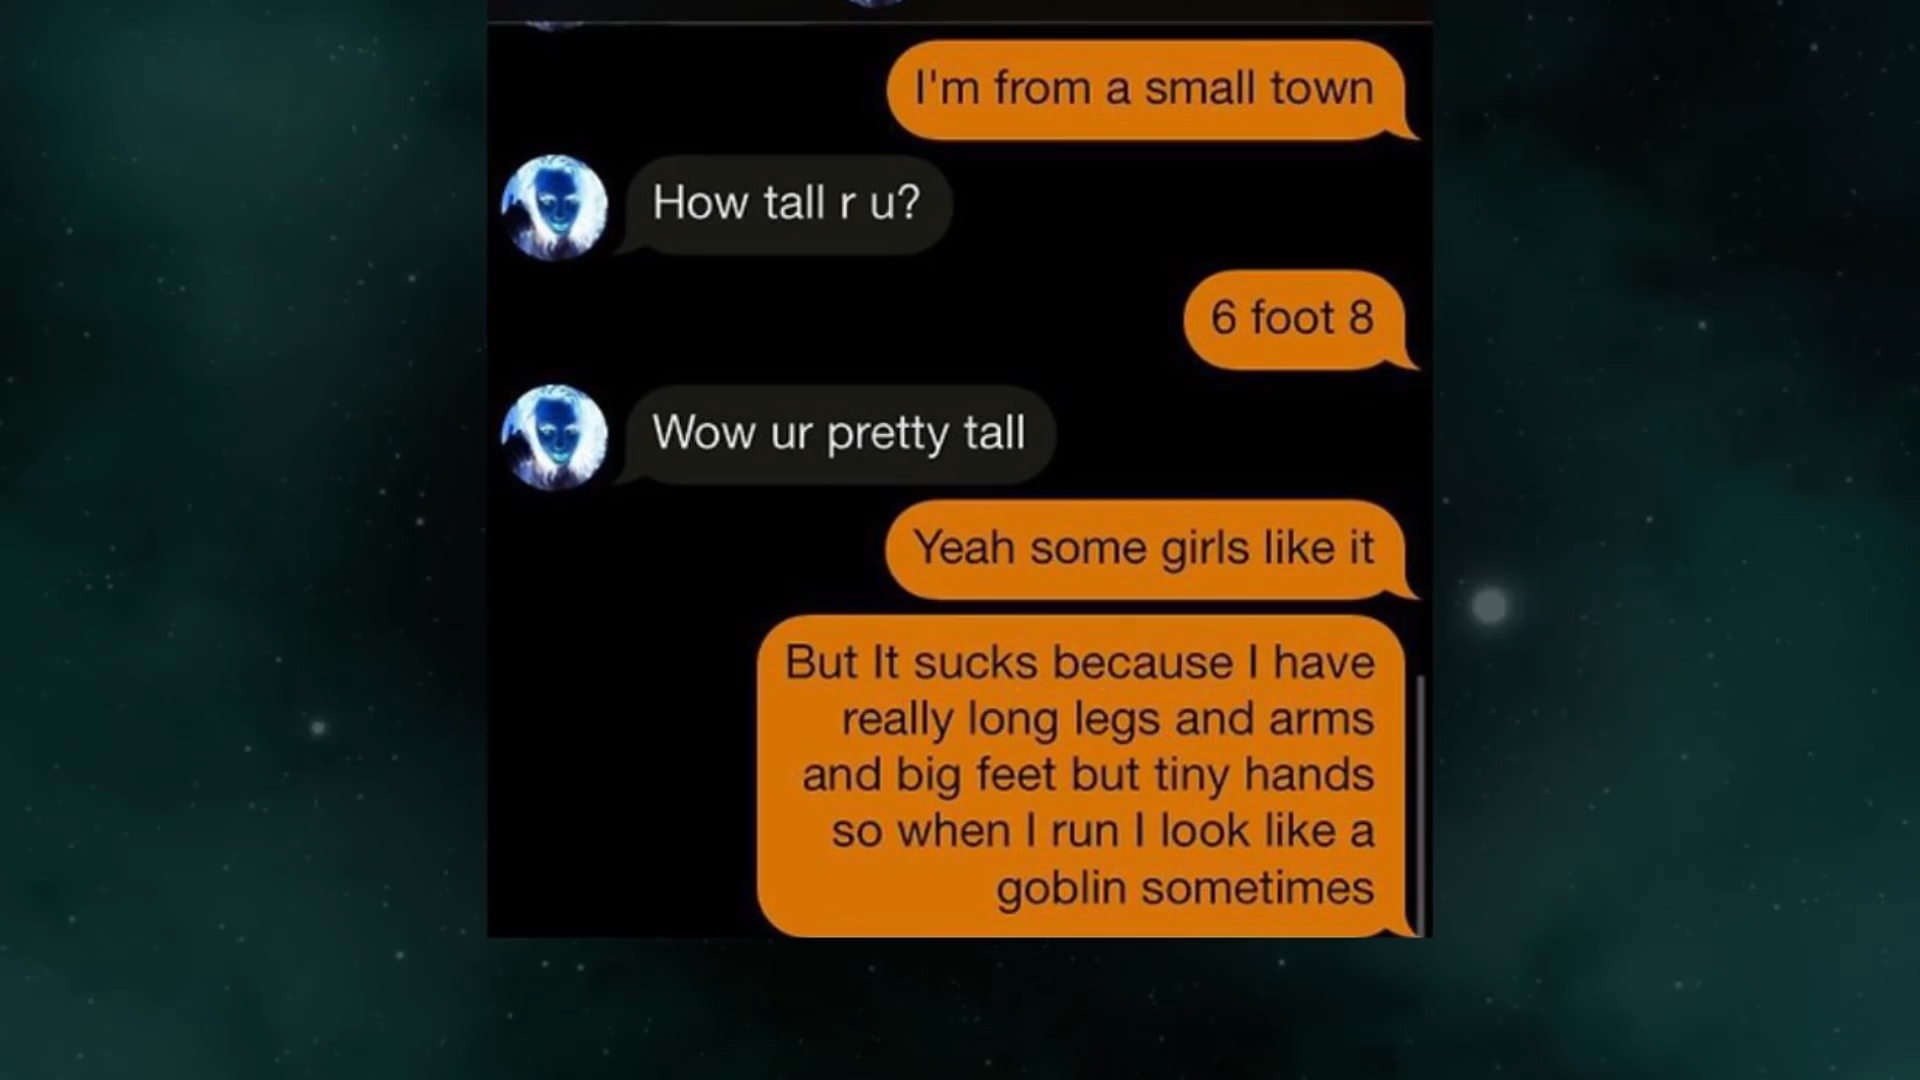 I'm from a small town
How tall r u?
6 foot 8
Wow ur pretty tall
Yeah some girls like it
But It sucks because I have
really long legs and arms
and big feet but tiny hands
so when I run I look like a
goblin sometimes